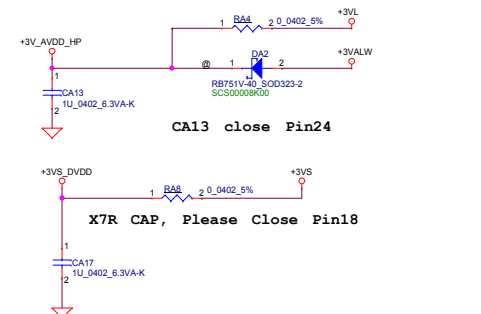 +3VL
1 RA4 2 0_0402_5%
+3V_AVDD_HP
+3VALW
@ 1 DA2 2
1
CA13
1U_0402_6.3VA-K
2
RB751V-40_SOD323-2
SCS00008K00
CA13 close Pin24
+3VS_DVDD
+3VS
1 RA8 2 0_0402_5%
X7R CAP, Please Close Pin18
1
CA17
1U_0402_6.3VA-K
2